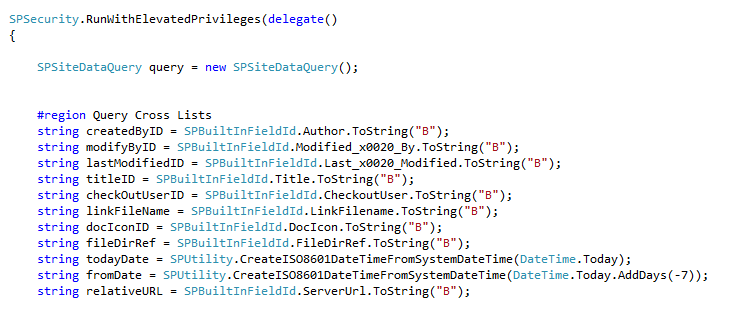 SPSecurity.RunWithElevatedPrivileges(delegate()
{
SPSiteDataQuery query = new SPSiteDataQuery();
#region Query Cross Lists
string createdByID = SPBuiltInFieldId.Author.ToString("B");
string modifyByID = SPBuiltInFieldId.Modified_x0020_By.ToString("B");
string lastModifiedID = SPBuiltInFieldId.Last_x0020_Modified.ToString("B");
string titleID = SPBuiltInFieldId.Title.ToString("B");
string checkOutUserID = SPBuiltInFieldId.CheckoutUser.ToString("B");
string linkFileName = SPBuiltInFieldId.LinkFilename.ToString("B");
string docIconID = SPBuiltInFieldId.DocIcon.ToString("B");
string fileDirRef = SPBuiltInFieldId.FileDirRef.ToString("B");
string todayDate = SPUtility.CreateISO8601DateTimeFromSystemDateTime(DateTime.Today);
string fromDate = SPUtility.CreateISO8601DateTimeFromSystemDateTime(DateTime.Today.AddDays(-7));
string relativeURL = SPBuiltInFieldId.ServerUrl.ToString("B");